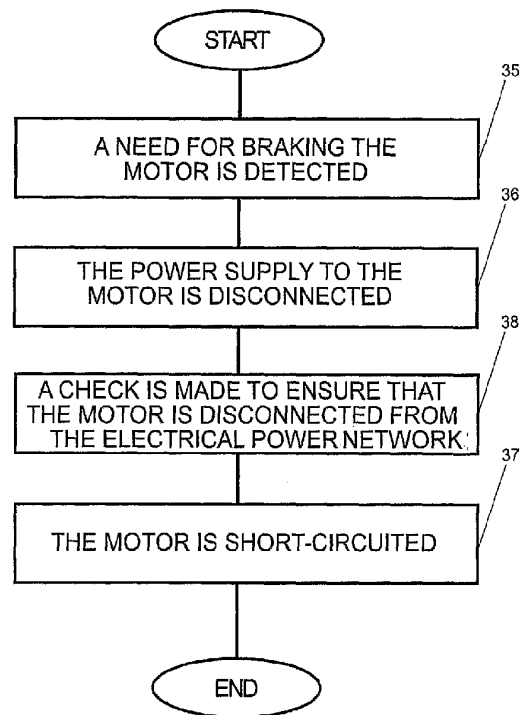 START
35
A NEED FOR BRAKING THE
MOTOR IS DETECTED
36
THE POWER SUPPLY TO THE
MOTOR IS DISCONNECTED
38
A CHECK IS MADE TO ENSURE THAT
THE MOTOR IS DISCONNECTED FROM
THE ELECTRICAL POWER NETWORK
37
THE MOTOR IS SHORT-CIRCUITED
END